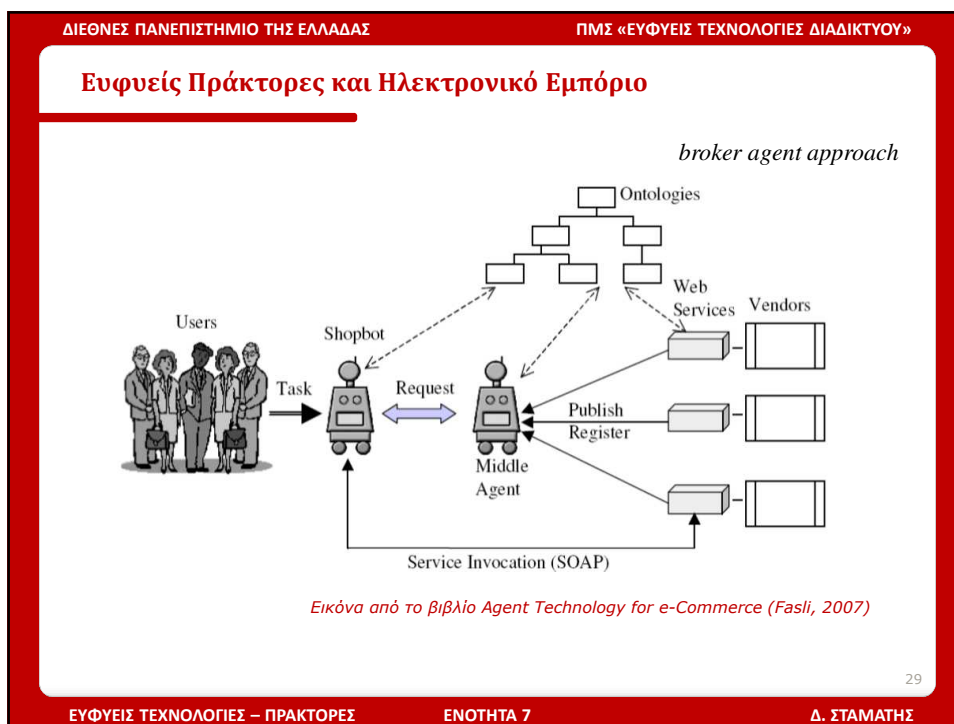 ΔΙΕΘΝΕΣ ΠΑΝΕΠΙΣΤΗΜΙΟ ΤΗΣ ΕΛΛΑΔΑΣ
ΠΜΣ «ΕΥΦΥΕΙΣ ΤΕΧΝΟΛΟΓΙΕΣ ΔΙΑΔΙΚΤΥΟΥ»
Ευφυείς Πράκτορες και Ηλεκτρονικό Εμπόριο
broker agent approach
Ontologies
Web
Services
Vendors
Users
Shopbot
Task
Request
Publish
Register
Middle
Agent
Service Invocation (SOAP)
Εικόνα από το βιβλίο Agent Technology for e-Commerce (Fasli, 2007)
29
ΕΥΦΥΕΙΣ ΤΕΧΝΟΛΟΓΙΕΣ – ΠΡΑΚΤΟΡΕΣ
ΕΝΟΤΗΤΑ 7
Δ. ΣΤΑΜΑΤΗΣ